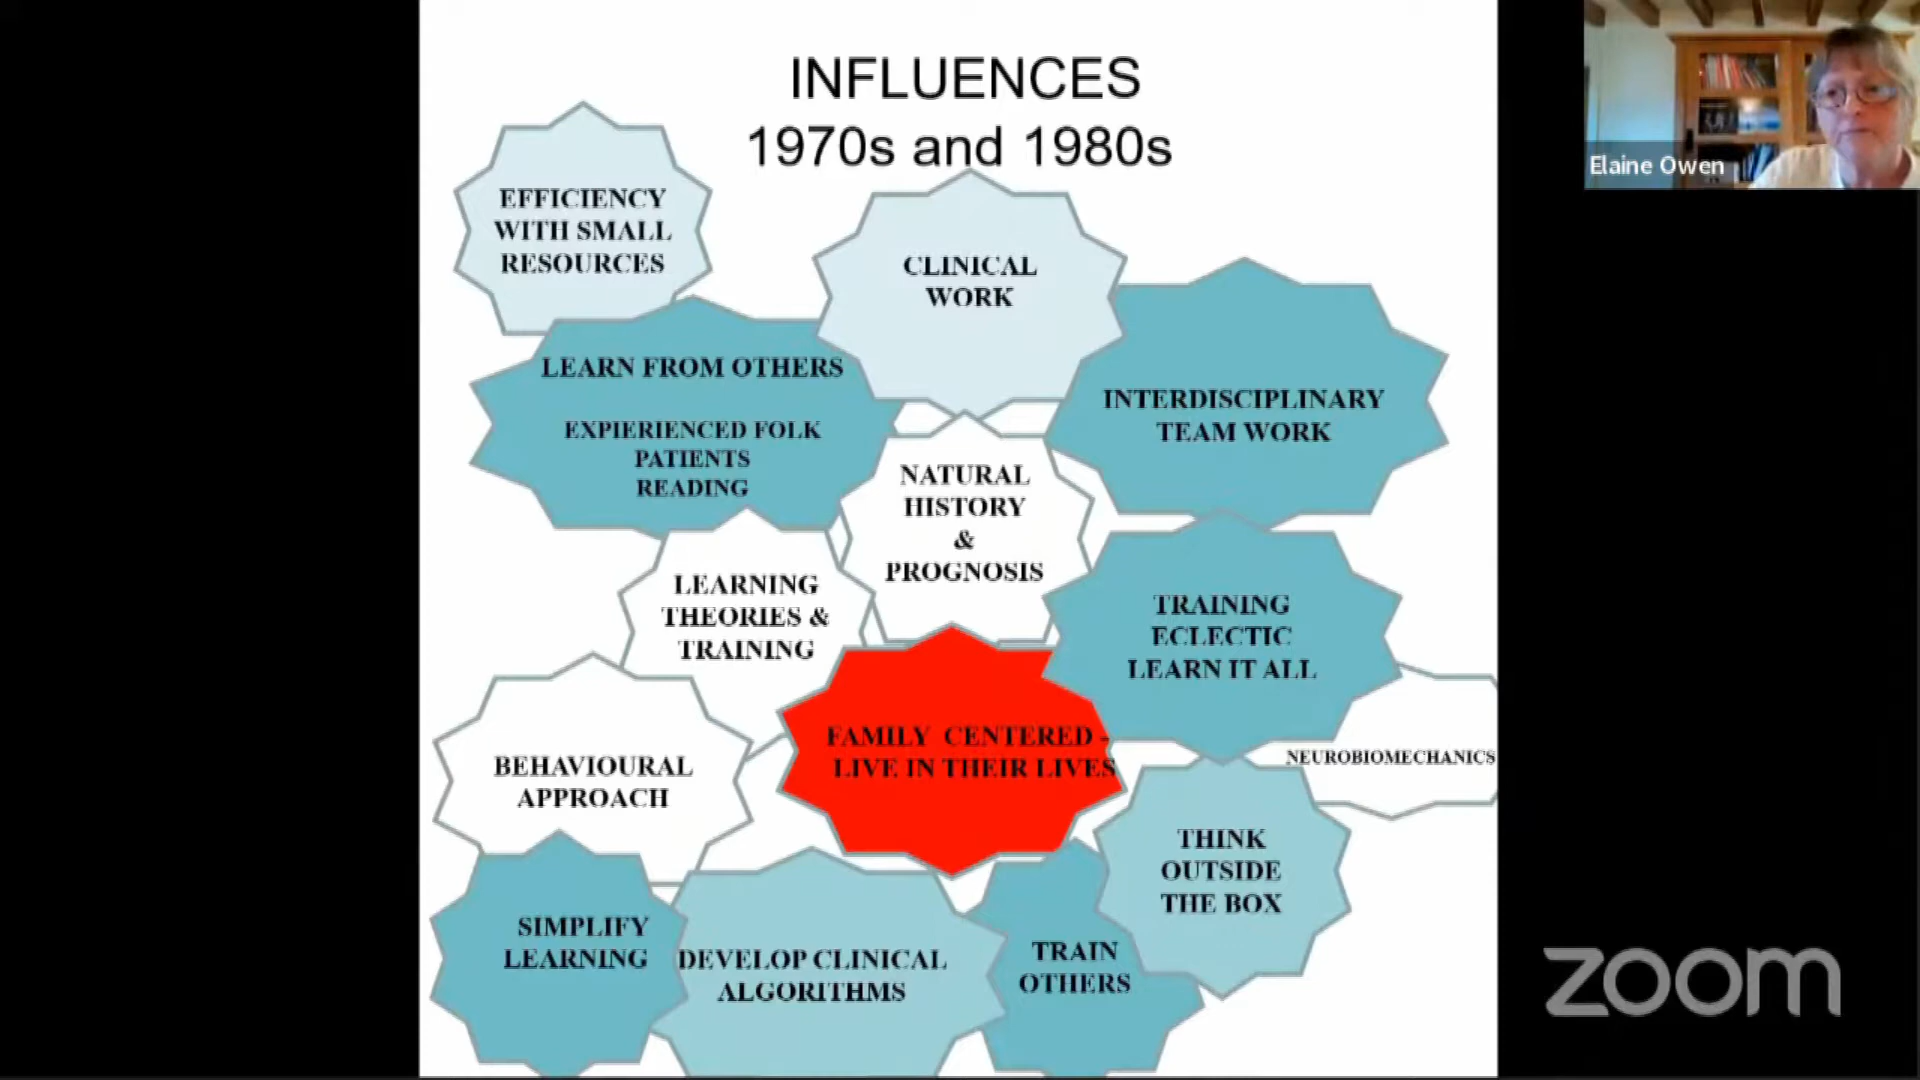 INFLUENCES
1970s and 1980s
EFFICIENCY
WITH SMALL
RESOURCES
CLINICAL
WORK
LEARN FROM OTHERS
EXPIERIENCED FOLK
PATIENTS
READING
INTERDISCIPLINARY
TEAM WORK
NATURAL
HISTORY
&
PROGNOSIS
LEARNING
THEORIES &
TRAINING
TRAINING
ECLECTIC
LEARN IT ALL
FAMILY CENTERED -
LIVE IN THEIR LIVES
BEHAVIOURAL
APPROACH
NEUROBIOMECHANICS
THINK
OUTSIDE
THE BOX
SIMPLIFY
LEARNING
DEVELOP CLINICAL
ALGORITHMS
TRAIN
OTHERS
Elaine Owen
zoom